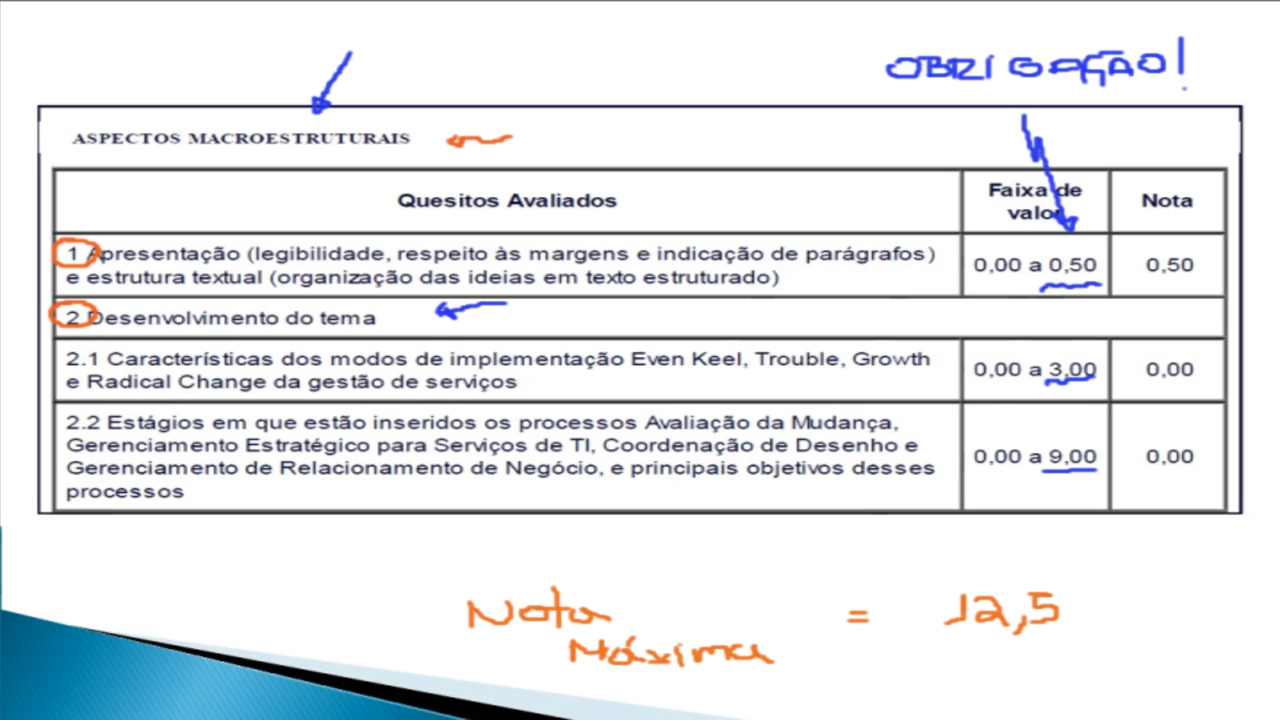 OBRIGAÇÃO!
ASPECTOS MACROESTRUTURAIS
Quesitos Avaliados
Faixa de
valor
Nota
1 Apresentação (legibilidade, respeito às margens e indicação de parágrafos)
e estrutura textual (organização das ideias em texto estruturado)
0,00 a 0,50
0,50
2 Desenvolvimento do tema
2.1 Características dos modos de implementação Even Keel, Trouble, Growth
e Radical Change da gestão de serviços
0,00 a 3,00
0,00
2.2 Estágios em que estão inseridos os processos Avaliação da Mudança,
Gerenciamento Estratégico para Serviços de TI, Coordenação de Desenho e
Gerenciamento de Relacionamento de Negócio, e principais objetivos desses
processos
0,00 a 9,00
0,00
Nota = 12,5
Máxima